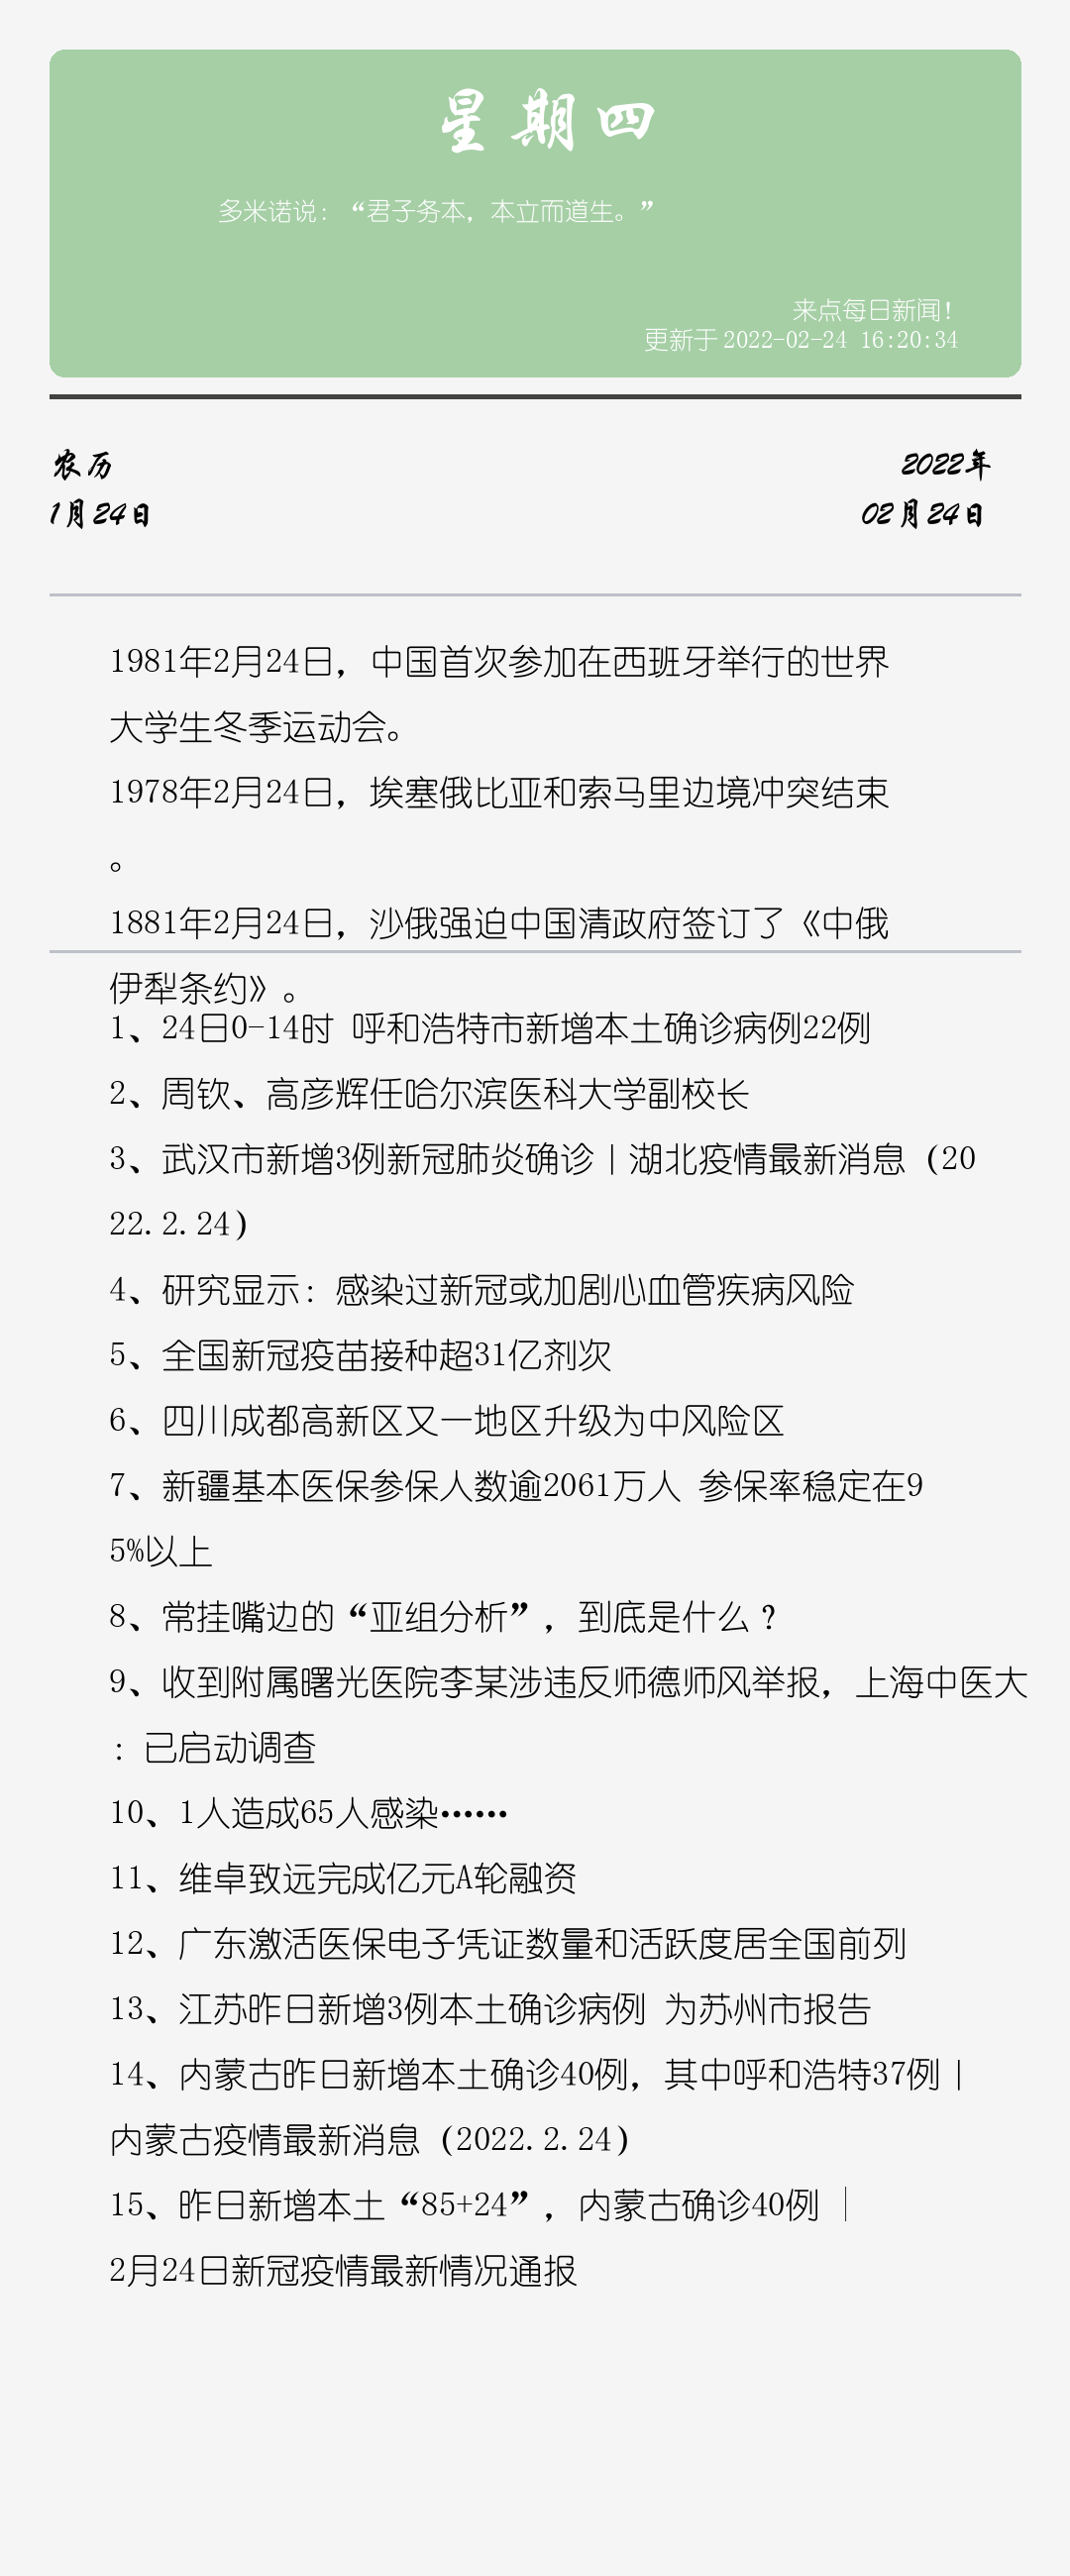 星期四
多米诺说：“君子务本，本立而道生。”
来点每日新闻！
更新于2022-02-24 16:20:34
农历
2022年
1月24日
02月24日
1981年2月24日，中国首次参加在西班牙举行的世界
大学生冬季运动会。
1978年2月24日，埃塞俄比亚和索马里边境冲突结束
。
1881年2月24日，沙俄强迫中国清政府签订了《中俄
伊犁条约》。
1、24日0-14时 呼和浩特市新增本土确诊病例22例
2、周钦、高彦辉任哈尔滨医科大学副校长
3、武汉市新增3例新冠肺炎确诊丨湖北疫情最新消息（20
22.2.24）
4、研究显示：感染过新冠或加剧心血管疾病风险
5、全国新冠疫苗接种超31亿剂次
6、四川成都高新区又一地区升级为中风险区
7、新疆基本医保参保人数逾2061万人 参保率稳定在9
5%以上
8、常挂嘴边的“亚组分析”，到底是什么？
9、收到附属曙光医院李某涉违反师德师风举报，上海中医大
：已启动调查
10、1人造成65人感染……
11、维卓致远完成亿元A轮融资
12、广东激活医保电子凭证数量和活跃度居全国前列
13、江苏昨日新增3例本土确诊病例 为苏州市报告
14、内蒙古昨日新增本土确诊40例，其中呼和浩特37例丨
内蒙古疫情最新消息（2022.2.24）
15、昨日新增本土“85+24”，内蒙古确诊40例 │
2月24日新冠疫情最新情况通报